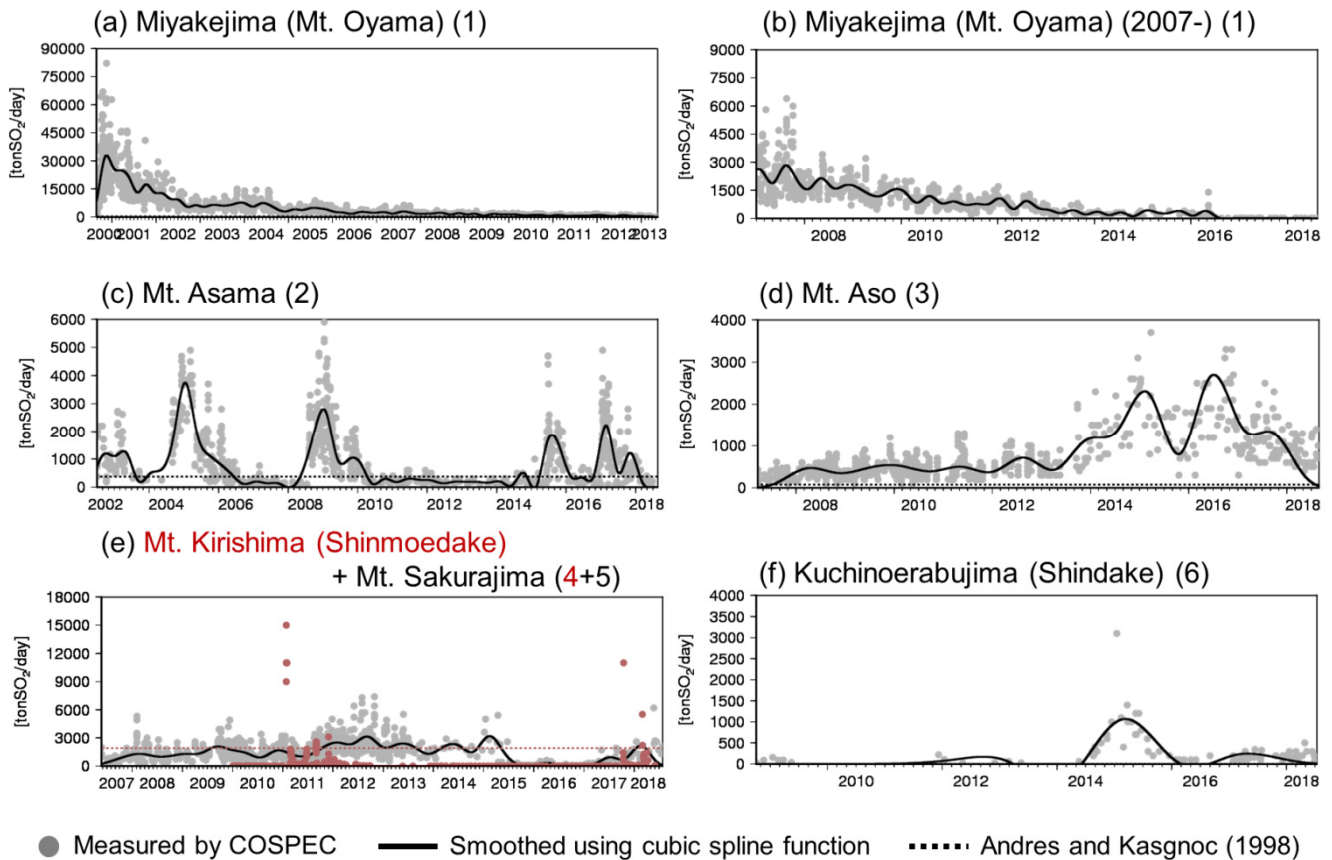 (a) Miyakejima (Mt. Oyama) (1)
(b) Miyakejima (Mt. Oyama) (2007-) (1)
90000
75000
60000
45000
30000
15000
0
[tonSO₂/day]
2000 2001 2002 2003 2004 2005 2006 2007 2008 2009 2010 2011 2012 2013
9000
7500
6000
4500
3000
1500
0
[tonSO₂/day]
2008 2010 2012 2014 2016 2018
(c) Mt. Asama (2)
(d) Mt. Aso (3)
6000
5000
4000
3000
2000
1000
0
[tonSO₂/day]
2002 2004 2006 2008 2010 2012 2014 2016 2018
4000
3000
2000
1000
0
[tonSO₂/day]
2008 2010 2012 2014 2016 2018
(e) Mt. Kirishima (Shinmoedake)
+ Mt. Sakurajima (4+5)
(f) Kuchinoerabujima (Shindake) (6)
18000
15000
12000
9000
6000
3000
0
[tonSO₂/day]
2007 2008 2009 2010 2011 2012 2013 2014 2015 2016 2017 2018
4000
3500
3000
2500
2000
1500
1000
500
0
[tonSO₂/day]
2010 2012 2014 2016 2018
Measured by COSPEC
Smoothed using cubic spline function
Andres and Kasgnoc (1998)